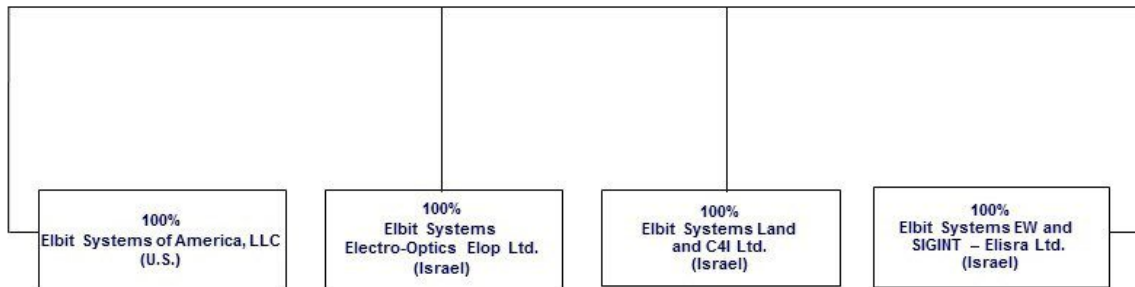 100%
Elbit Systems of America, LLC
(U.S.)
100%
Elbit Systems
Electro-Optics Elop Ltd.
(Israel)
100%
Elbit Systems Land
and C4I Ltd.
(Israel)
100%
Elbit Systems EW and
SIGINT – Elisra Ltd.
(Israel)